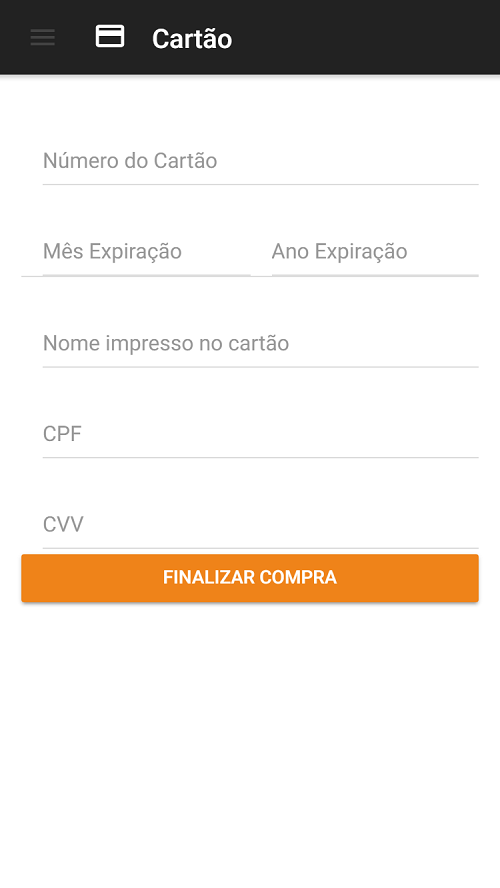 Cartão
Número do Cartão
Mês Expiração Ano Expiração
Nome impresso no cartão
CPF
CVV
FINALIZAR COMPRA